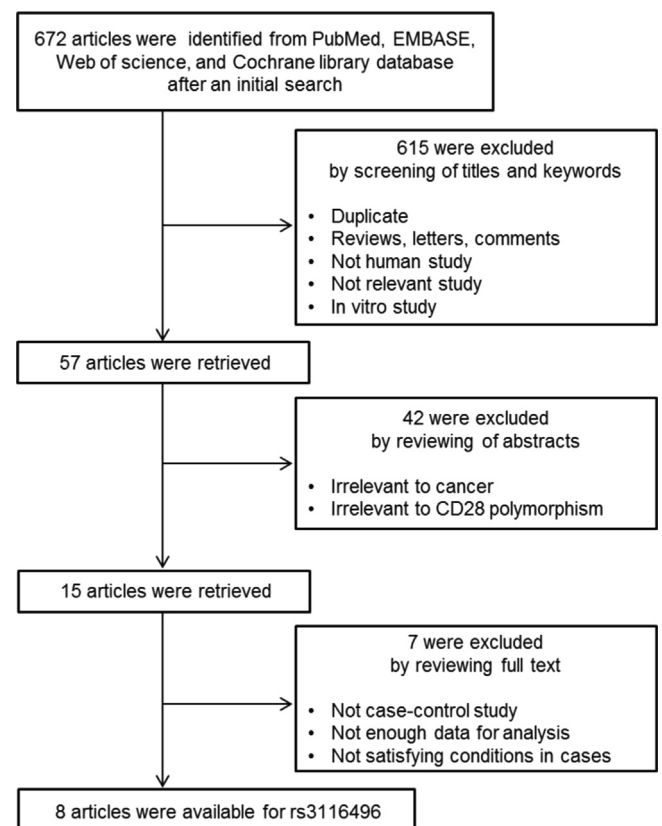 672 articles were identified from PubMed, EMBASE,
Web of science, and Cochrane library database
after an initial search
615 were excluded
by screening of titles and keywords
• Duplicate
• Reviews, letters, comments
• Not human study
• Not relevant study
• In vitro study
57 articles were retrieved
42 were excluded
by reviewing of abstracts
• Irrelevant to cancer
• Irrelevant to CD28 polymorphism
15 articles were retrieved
7 were excluded
by reviewing full text
• Not case-control study
• Not enough data for analysis
• Not satisfying conditions in cases
8 articles were available for rs3116496